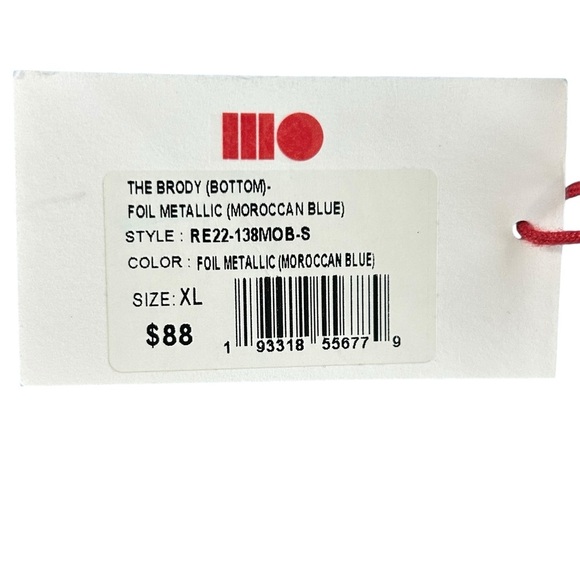 THE BRODY (BOTTOM)-
FOIL METALLIC (MOROCCAN BLUE)
STYLE : RE22-138MOB-S
COLOR : FOIL METALLIC (MOROCCAN BLUE)
SIZE: XL
$88
1 93318 55677 9